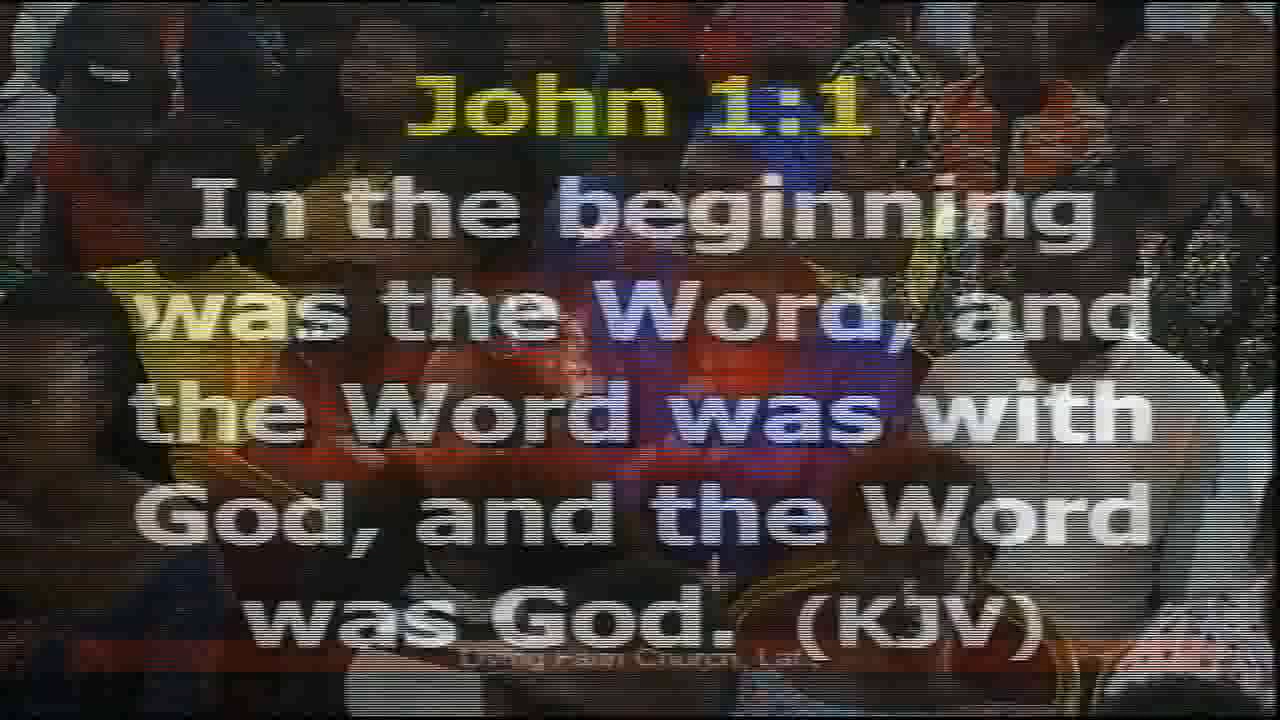 John 1:1
In the beginning
was the Word, and
the Word was with
God, and the Word
was God. (KJV)
Church,